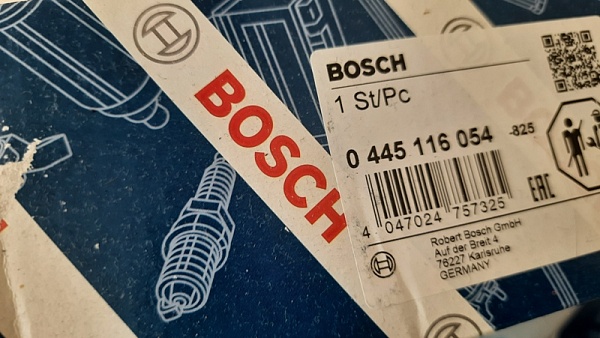 BOSCH
BOSCH
1 St/Pc
0 445 116 054 -825
4 047024 757325
EAC
Robert Bosch GmbH
Auf der Breit 4
76227 Karlsruhe
GERMANY